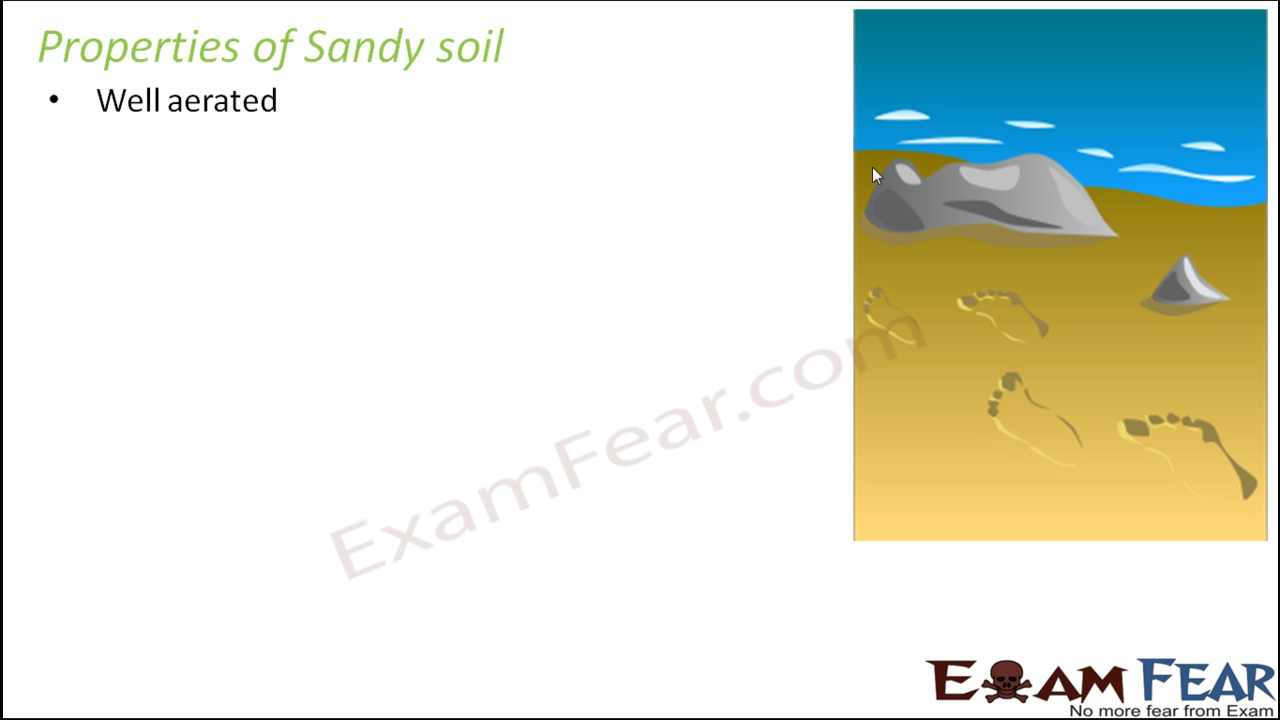 Properties of Sandy soil
• Well aerated
ExamFear.com
EXAM FEAR
No more fear from Exam